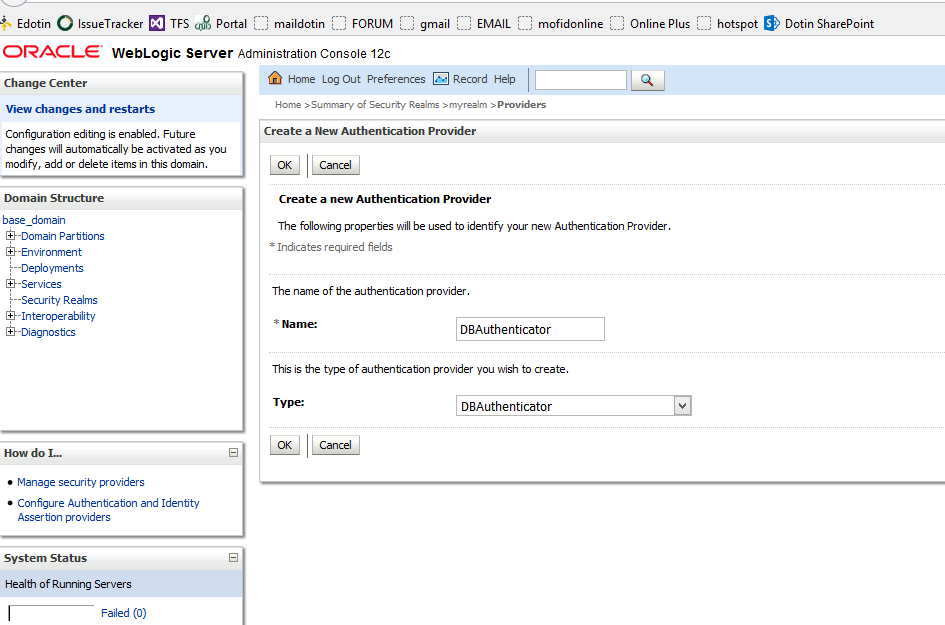 Edotin IssueTracker TFS Portal maildotin FORUM gmail EMAIL mofidonline Online Plus hotspot Dotin SharePoint
ORACLE WebLogic Server Administration Console 12c
Change Center
View changes and restarts
Configuration editing is enabled. Future
changes will automatically be activated as you
modify, add or delete items in this domain.
Domain Structure
base_domain
Domain Partitions
Environment
Deployments
Services
Security Realms
Interoperability
Diagnostics
How do I...
Manage security providers
Configure Authentication and Identity
Assertion providers
System Status
Health of Running Servers
Failed (0)
Home Log Out Preferences Record Help
Home >Summary of Security Realms >myrealm >Providers
Create a New Authentication Provider
OK Cancel
Create a new Authentication Provider
The following properties will be used to identify your new Authentication Provider.
* Indicates required fields
The name of the authentication provider.
* Name: DBAuthenticator
This is the type of authentication provider you wish to create.
Type: DBAuthenticator
OK Cancel